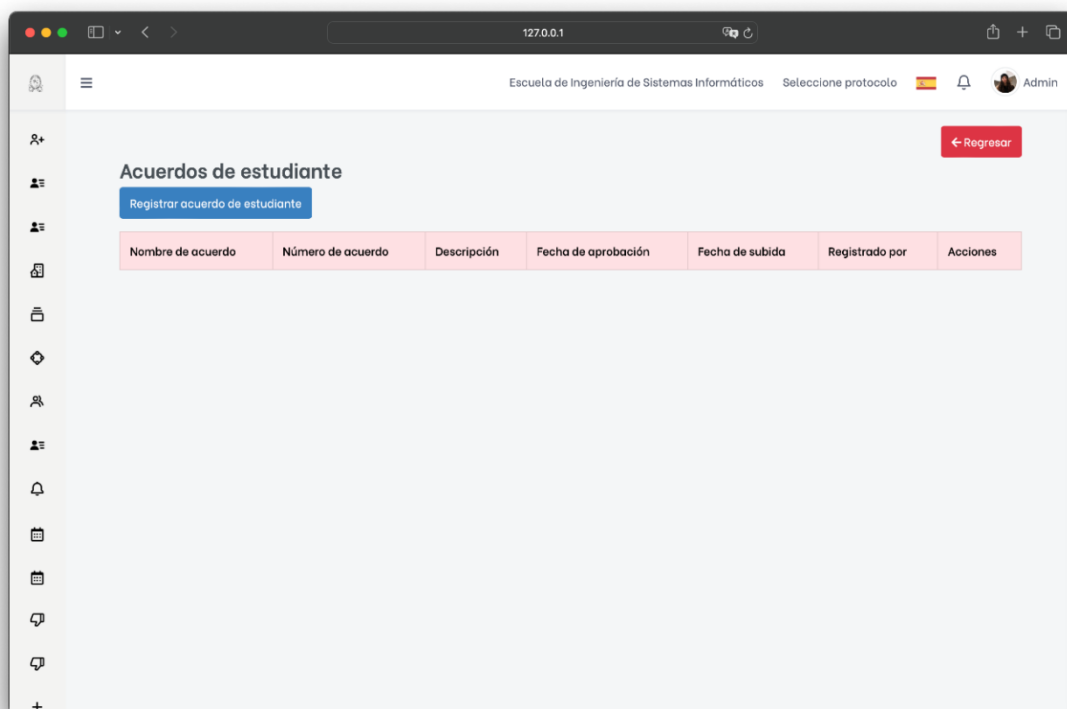 127.0.0.1
Escuela de Ingeniería de Sistemas Informáticos Seleccione protocolo Admin
Regresar
Acuerdos de estudiante
Registrar acuerdo de estudiante
Nombre de acuerdo Número de acuerdo Descripción Fecha de aprobación Fecha de subida Registrado por Acciones